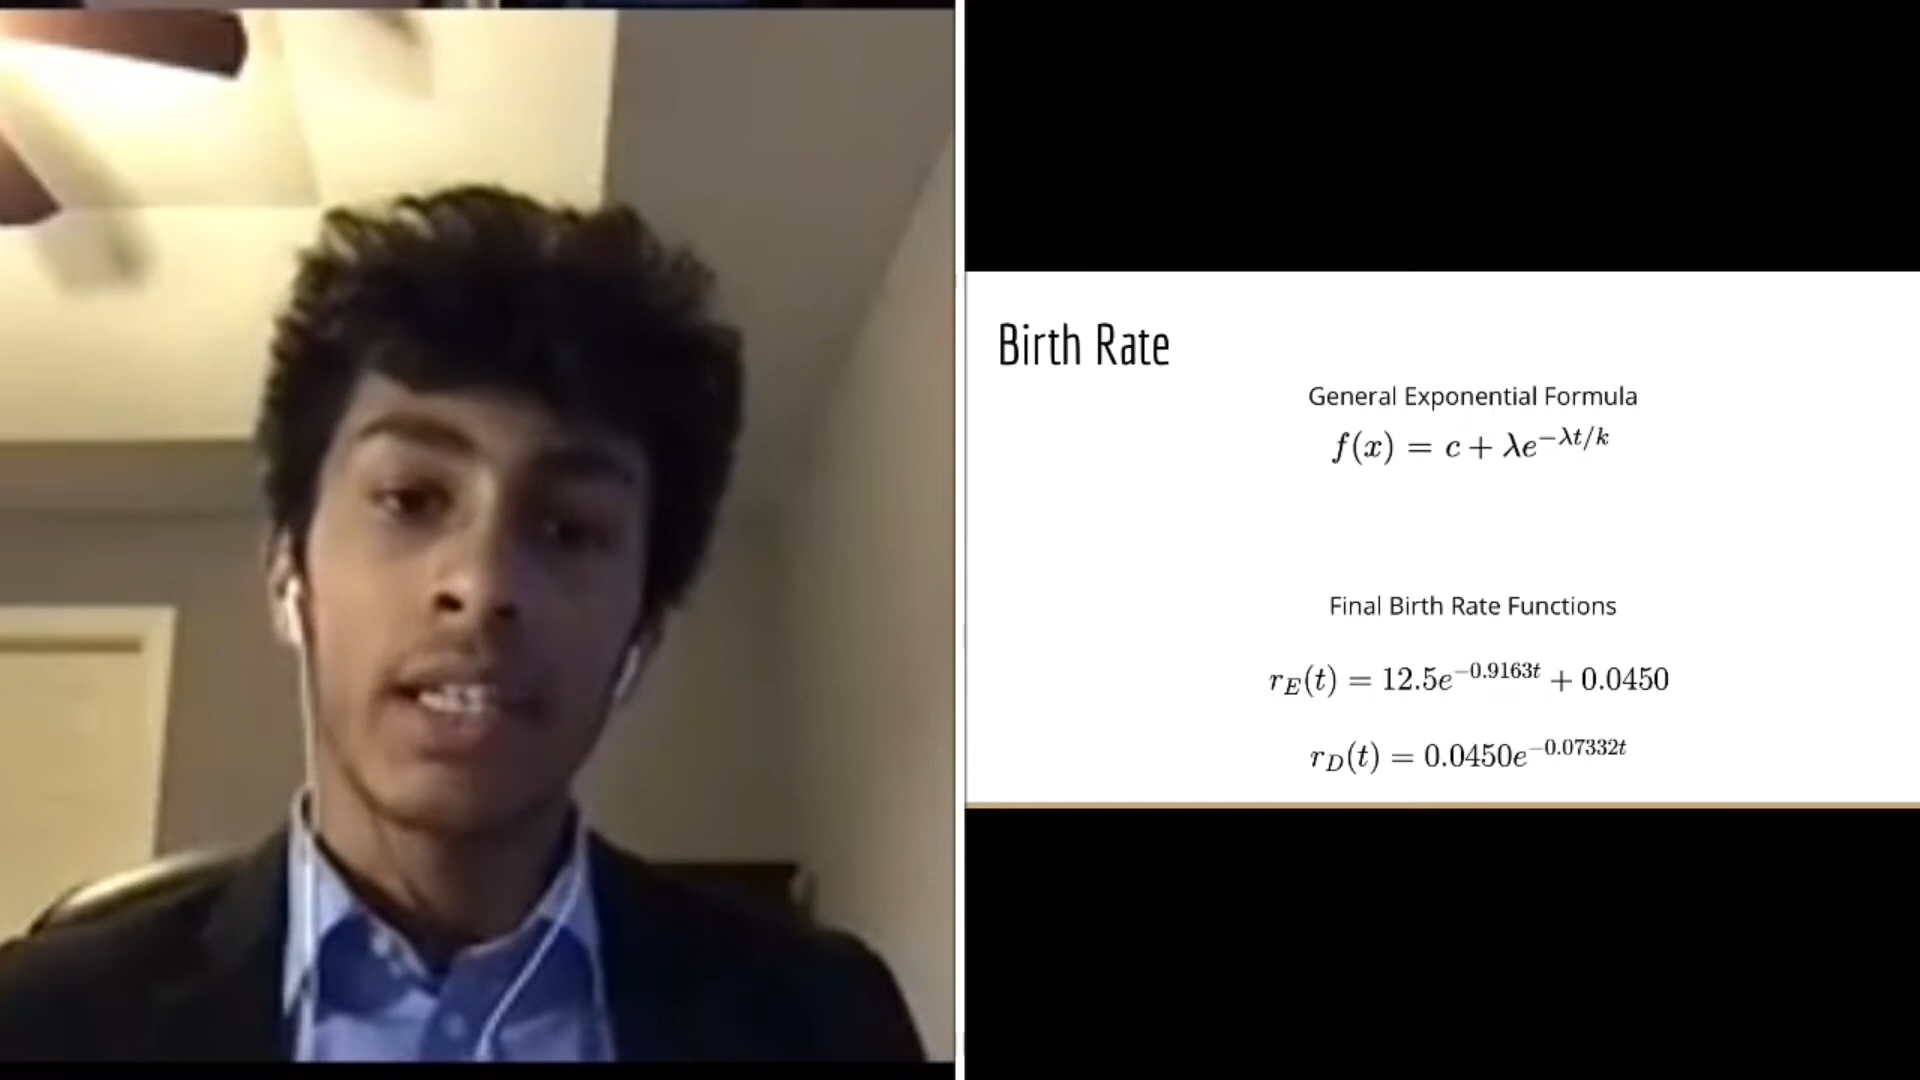 Birth Rate
General Exponential Formula
f(x) = c + λe^{−λt/k}
Final Birth Rate Functions
r_E(t) = 12.5e^{−0.9163t} + 0.0450
r_D(t) = 0.0450e^{−0.07332t}